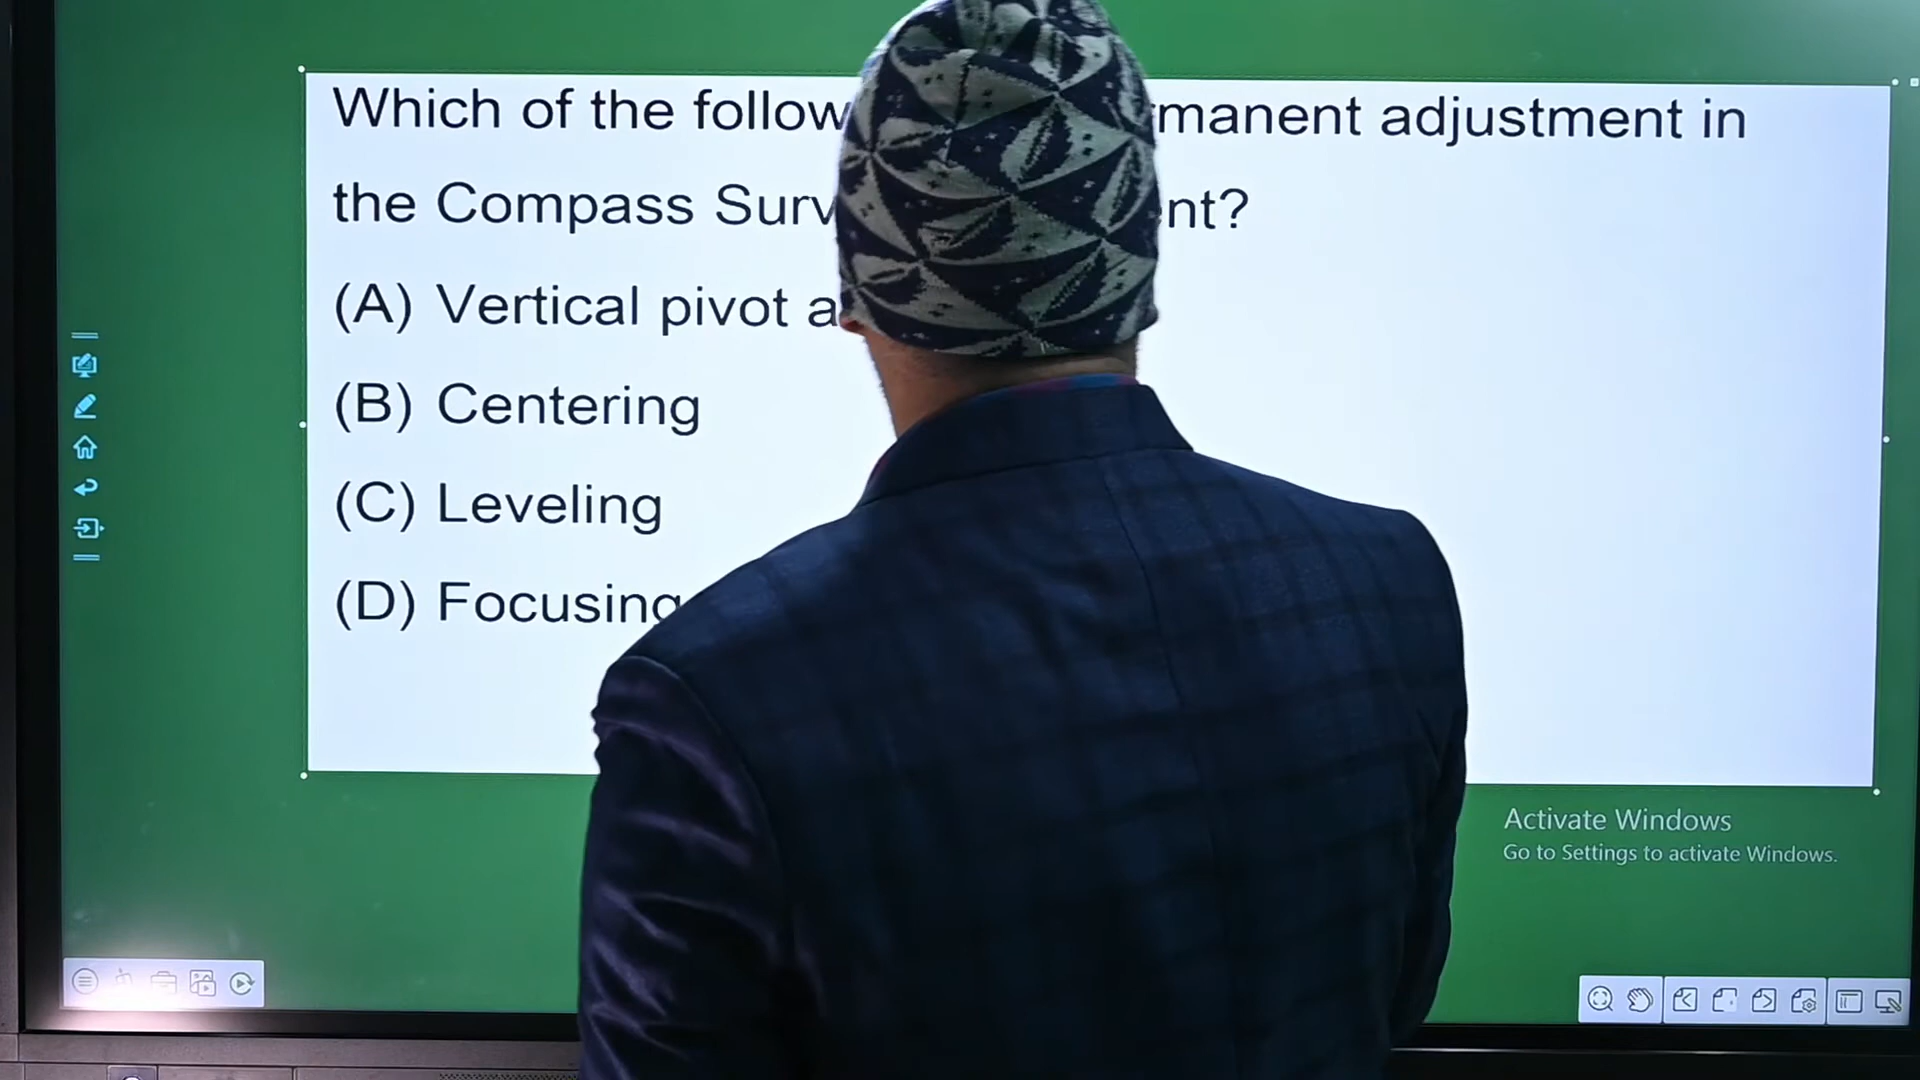 Which of the follow manent adjustment in
the Compass Surv nt?
(A) Vertical pivot a
(B) Centering
(C) Leveling
(D) Focusing
Activate Windows
Go to Settings to activate Windows.